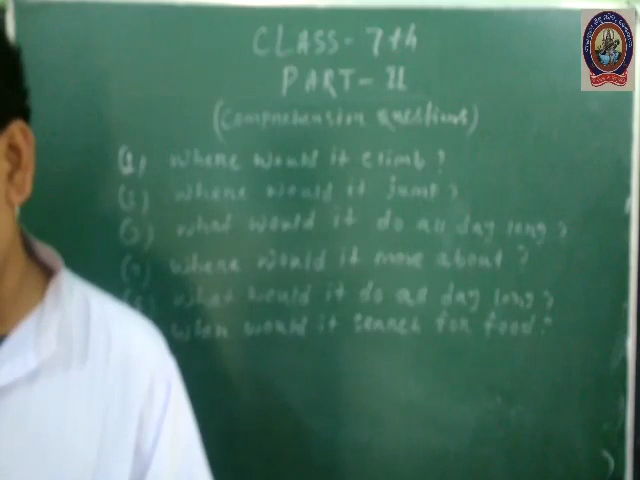 CLASS - 7th
PART - II
(Comprehension questions)
Q1) Where would it climb?
(2) Where would it jump?
(3) What would it do all day long?
(4) Where would it move about?
What would it do all day long?
When would it search for food?